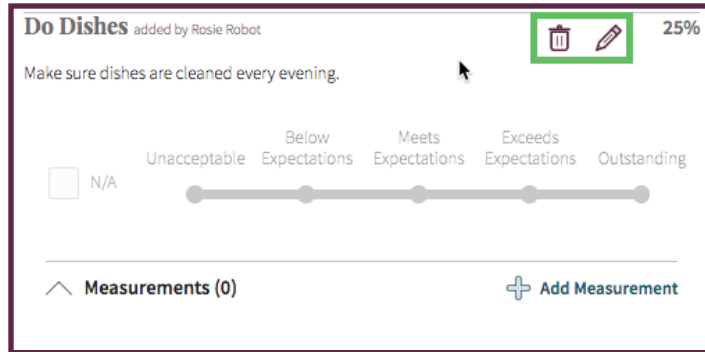 Do Dishes added by Rosie Robot 25%
Make sure dishes are cleaned every evening.
Below Meets Exceeds
Unacceptable Expectations Expectations Expectations Outstanding
N/A
Measurements (0) Add Measurement